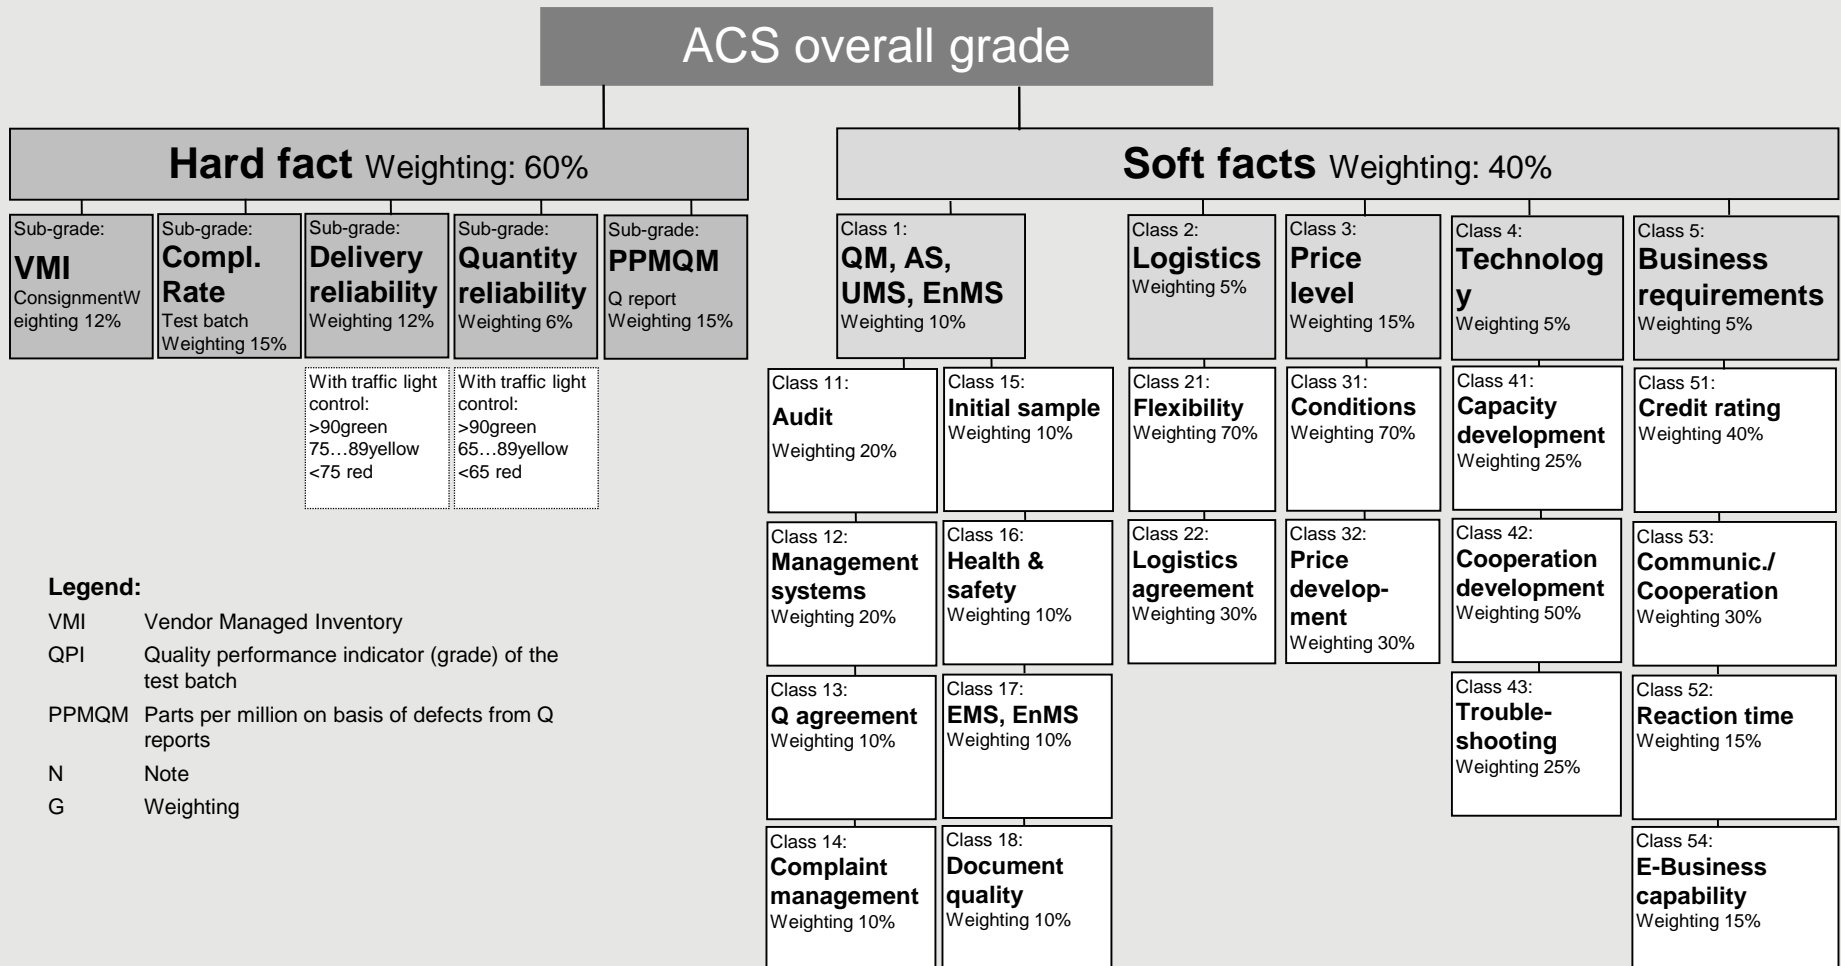 ACS overall grade
Hard fact Weighting: 60%
Soft facts Weighting: 40%
Sub-grade:
VMI
ConsignmentW
eighting 12%
Sub-grade:
Compl.
Rate
Test batch
Weighting 15%
Sub-grade:
Delivery
reliability
Weighting 12%
Sub-grade:
Quantity
reliability
Weighting 6%
Sub-grade:
PPMQM
Q report
Weighting 15%
Class 1:
QM, AS,
UMS, EnMS
Weighting 10%
Class 2:
Logistics
Weighting 5%
Class 3:
Price
level
Weighting 15%
Class 4:
Technolog
y
Weighting 5%
Class 5:
Business
requirements
Weighting 5%
With traffic light
control:
>90green
75…89yellow
<75 red
With traffic light
control:
>90green
65…89yellow
<65 red
Class 11:
Audit
Weighting 20%
Class 15:
Initial sample
Weighting 10%
Class 21:
Flexibility
Weighting 70%
Class 31:
Conditions
Weighting 70%
Class 41:
Capacity
development
Weighting 25%
Class 51:
Credit rating
Weighting 40%
Class 12:
Management
systems
Weighting 20%
Class 16:
Health &
safety
Weighting 10%
Class 22:
Logistics
agreement
Weighting 30%
Class 32:
Price
develop-
ment
Weighting 30%
Class 42:
Cooperation
development
Weighting 50%
Class 53:
Communic./
Cooperation
Weighting 30%
Class 13:
Q agreement
Weighting 10%
Class 17:
EMS, EnMS
Weighting 10%
Class 43:
Trouble-
shooting
Weighting 25%
Class 52:
Reaction time
Weighting 15%
Class 14:
Complaint
management
Weighting 10%
Class 18:
Document
quality
Weighting 10%
Class 54:
E-Business
capability
Weighting 15%
Legend:
VMI Vendor Managed Inventory
QPI Quality performance indicator (grade) of the
test batch
PPMQM Parts per million on basis of defects from Q
reports
N Note
G Weighting